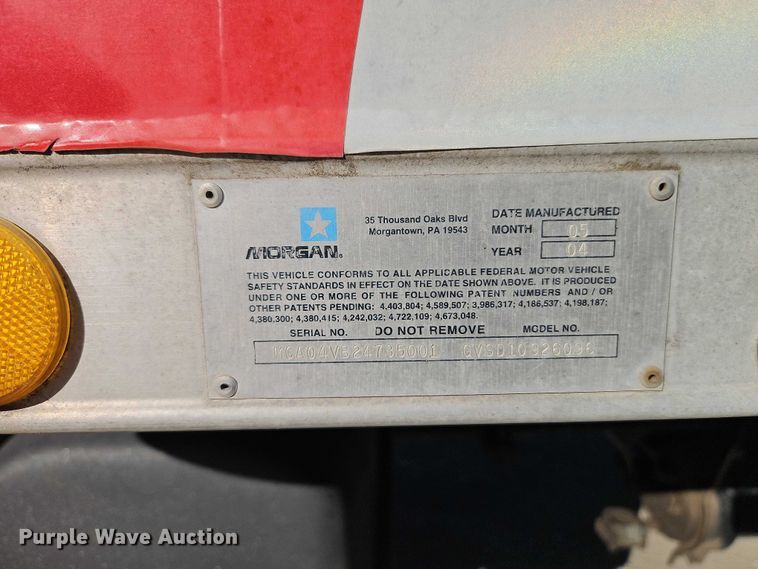 35 Thousand Oaks Blvd
Morgantown, PA 19543
MORGAN.
DATE MANUFACTURED
MONTH 05
YEAR 04
THIS VEHICLE CONFORMS TO ALL APPLICABLE FEDERAL MOTOR VEHICLE
SAFETY STANDARDS IN EFFECT ON THE DATE SHOWN ABOVE. IT IS PRODUCED
UNDER ONE OR MORE OF THE FOLLOWING PATENT NUMBERS AND / OR
OTHER PATENTS PENDING: 4,403,804; 4,589,507; 3,986,317; 4,186,537; 4,198,187;
4,380,300; 4,380,415; 4,242,032; 4,722,109; 4,673,048.
SERIAL NO. DO NOT REMOVE MODEL NO.
Purple Wave Auction